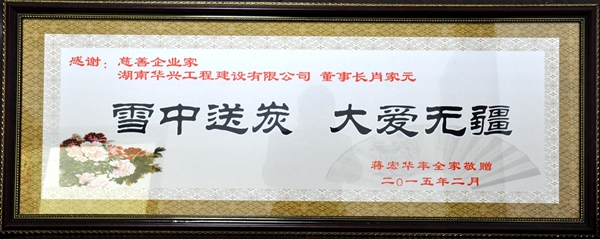 感谢：慈善企业家
湖南华兴工程建设有限公司 董事长肖家元
雪中送炭 大爱无疆
蒋宏华率全家敬赠
二〇一五年二月